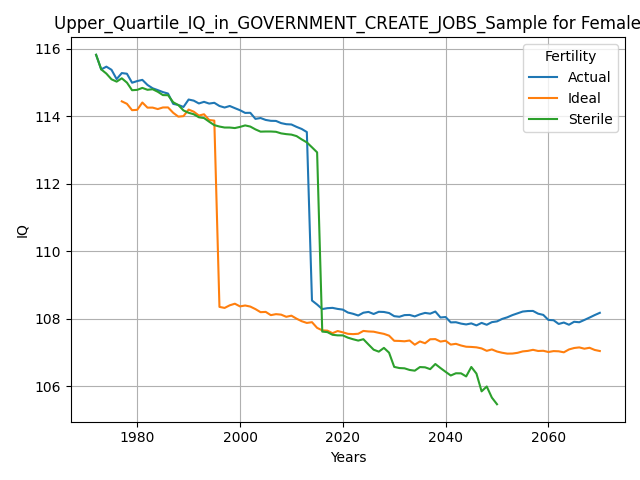 Upper_Quartile_IQ_in_GOVERNMENT_CREATE_JOBS_Sample for Female
Fertility
Actual
Ideal
Sterile
IQ
116
114
112
110
108
106
1980
2000
2020
2040
2060
Years